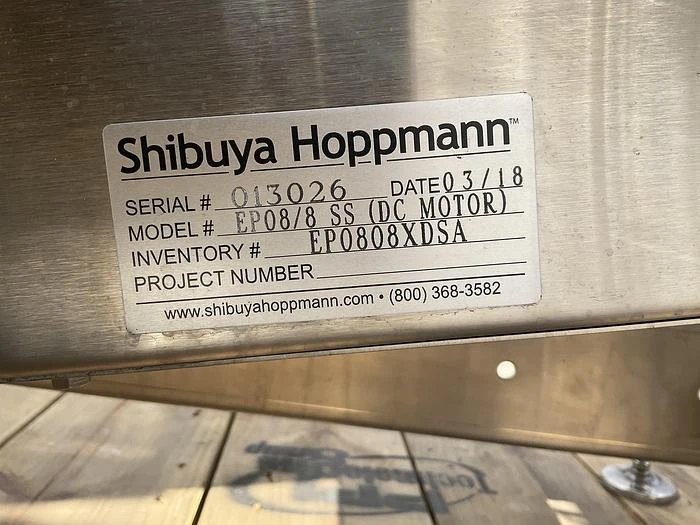 Shibuya Hoppmann™
SERIAL # 013026 DATE 03/18
MODEL # EP08/8 SS (DC MOTOR)
INVENTORY # EP0808XDSA
PROJECT NUMBER
www.shibuyahoppmann.com • (800) 368-3582